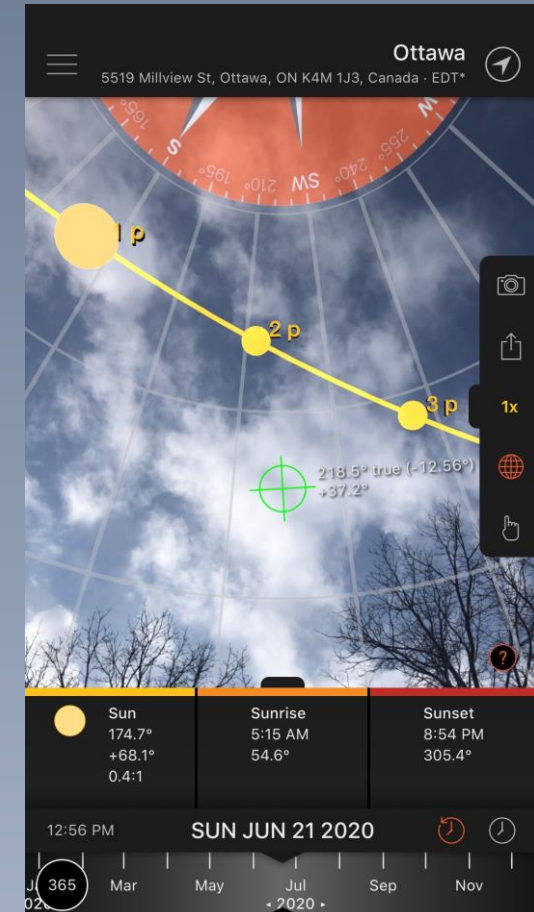 Ottawa
5519 Millview St, Ottawa, ON K4M 1J3, Canada · EDT*
165°
S
195°
210°
SW
240°
255°
W
1 p
2 p
3 p
1x
218.5° true (-12.56°)
+37.2°
?
Sun
174.7°
+68.1°
0.4:1
Sunrise
5:15 AM
54.6°
Sunset
8:54 PM
305.4°
12:56 PM
SUN JUN 21 2020
365
Mar
May
Jul
Sep
Nov
2020